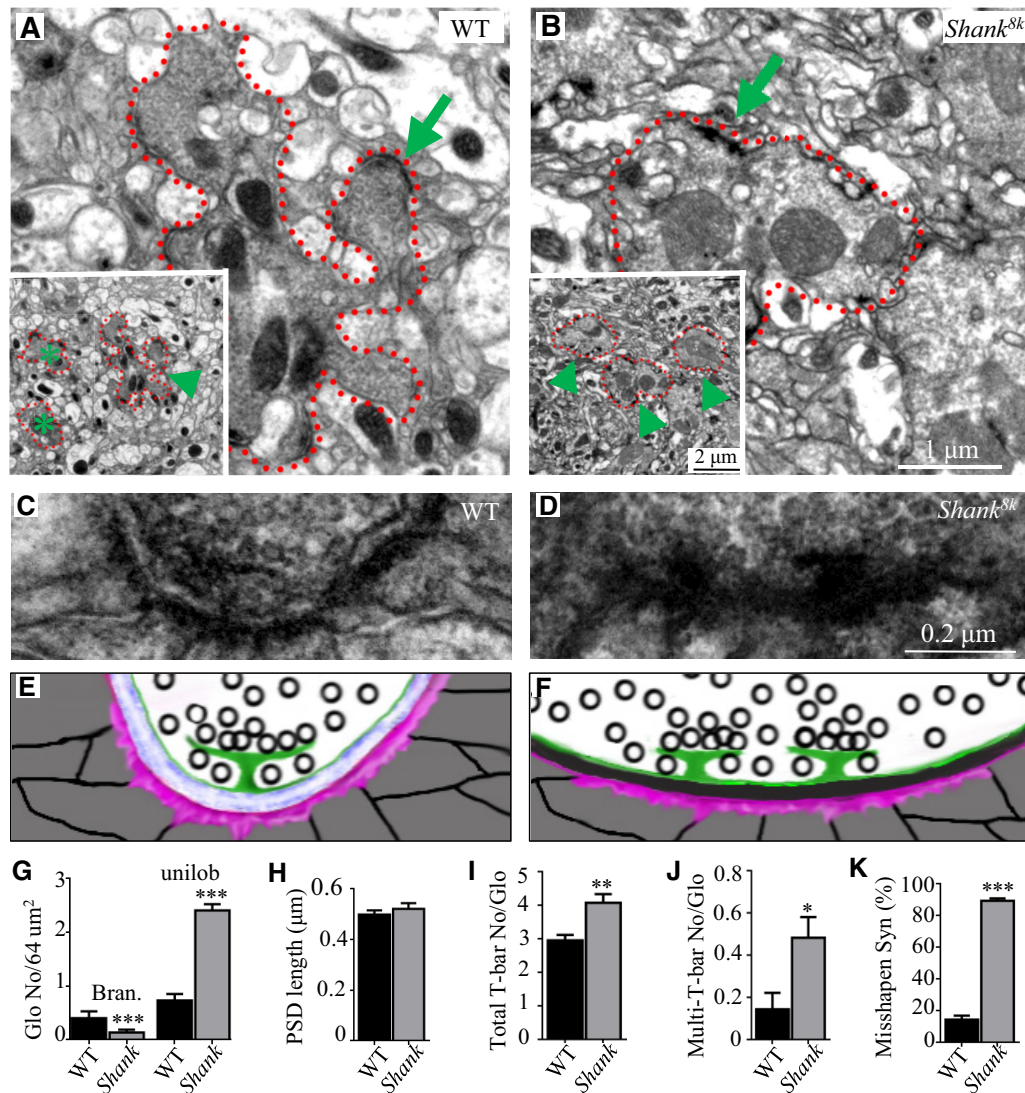 A WT
B Shank8k
* *
2 µm
1 µm
C WT
D Shank8k
0.2 µm
E
F
G
Glo No/64 um2
3
2
1
0
unilob
***
Bran.
***
WT Shank WT Shank
H
PSD length (µm)
0.6
0.4
0.2
0
WT Shank
I
Total T-bar No/Glo
5
4
3
2
1
0
**
WT Shank
J
Multi-T-bar No/Glo
0.8
0.6
0.4
0.2
0
*
WT Shank
K
Misshapen Syn (%)
100
80
60
40
20
0
***
WT Shank